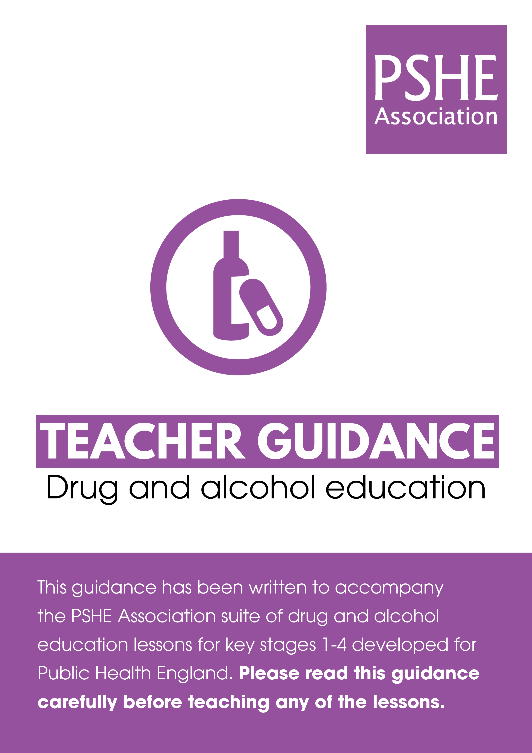 PSHE
Association
TEACHER GUIDANCE
Drug and alcohol education
This guidance has been written to accompany
the PSHE Association suite of drug and alcohol
education lessons for key stages 1-4 developed for
Public Health England. Please read this guidance
carefully before teaching any of the lessons.